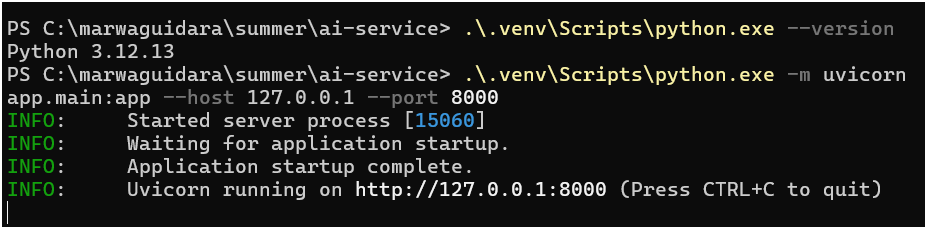 PS C:\marwaguidara\summer\ai-service> .\.venv\Scripts\python.exe --version
Python 3.12.13
PS C:\marwaguidara\summer\ai-service> .\.venv\Scripts\python.exe -m uvicorn
app.main:app --host 127.0.0.1 --port 8000
INFO:     Started server process [15060]
INFO:     Waiting for application startup.
INFO:     Application startup complete.
INFO:     Uvicorn running on http://127.0.0.1:8000 (Press CTRL+C to quit)